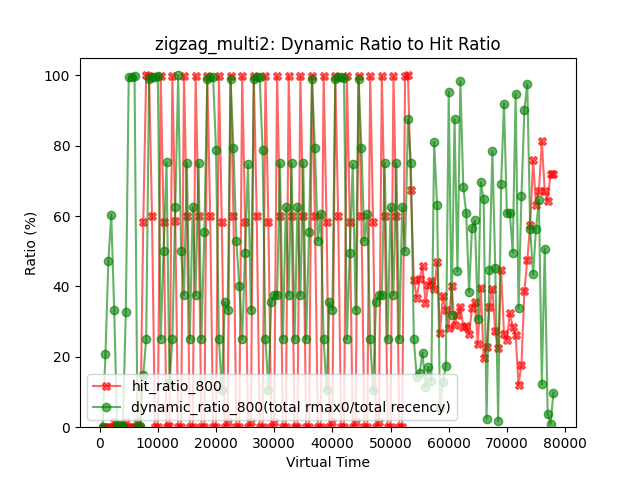 zigzag_multi2: Dynamic Ratio to Hit Ratio
100
80
60
40
20
0
Ratio (%)
hit_ratio_800
dynamic_ratio_800(total rmax0/total recency)
0 10000 20000 30000 40000 50000 60000 70000 80000
Virtual Time